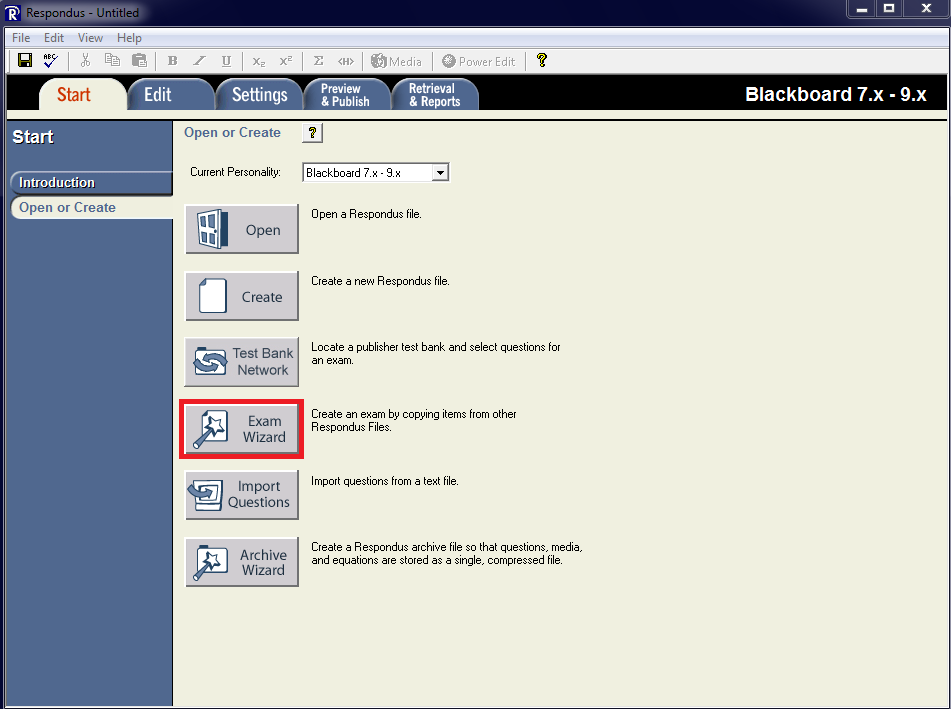 Respondus - Untitled
File Edit View Help
ABC B I U X₂ X² Σ <H> Media Power Edit ?
Start Edit Settings Preview & Publish Retrieval & Reports Blackboard 7.x - 9.x
Start
Introduction
Open or Create
Open or Create ?
Current Personality: Blackboard 7.x - 9.x
Open
Open a Respondus file.
Create
Create a new Respondus file.
Test Bank
Network
Locate a publisher test bank and select questions for
an exam.
Exam
Wizard
Create an exam by copying items from other
Respondus Files.
Import
Questions
Import questions from a text file.
Archive
Wizard
Create a Respondus archive file so that questions, media,
and equations are stored as a single, compressed file.